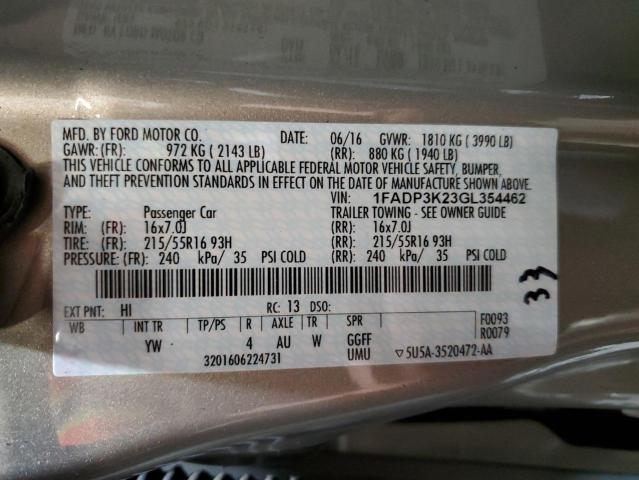 MFD. BY FORD MOTOR CO. DATE: 06/16 GVWR: 1810 KG ( 3990 LB)
GAWR: (FR): 972 KG ( 2143 LB) (RR): 880 KG ( 1940 LB)
THIS VEHICLE CONFORMS TO ALL APPLICABLE FEDERAL MOTOR VEHICLE SAFETY, BUMPER,
AND THEFT PREVENTION STANDARDS IN EFFECT ON THE DATE OF MANUFACTURE SHOWN ABOVE.
VIN: 1FADP3K23GL354462
TYPE: Passenger Car TRAILER TOWING - SEE OWNER GUIDE
RIM: (FR): 16x7.0J (RR): 16x7.0J
TIRE: (FR): 215/55R16 93H (RR): 215/55R16 93H
PRESSURE: (FR): 240 kPa/ 35 PSI COLD (RR): 240 kPa/ 35 PSI COLD
33
EXT PNT: HI RC: 13 DSO:
WB INT TR TP/PS R AXLE TR SPR F0093
YW 4 AU W GGFF R0079
3201606224731 UMU ▽5U5A-3520472-AA